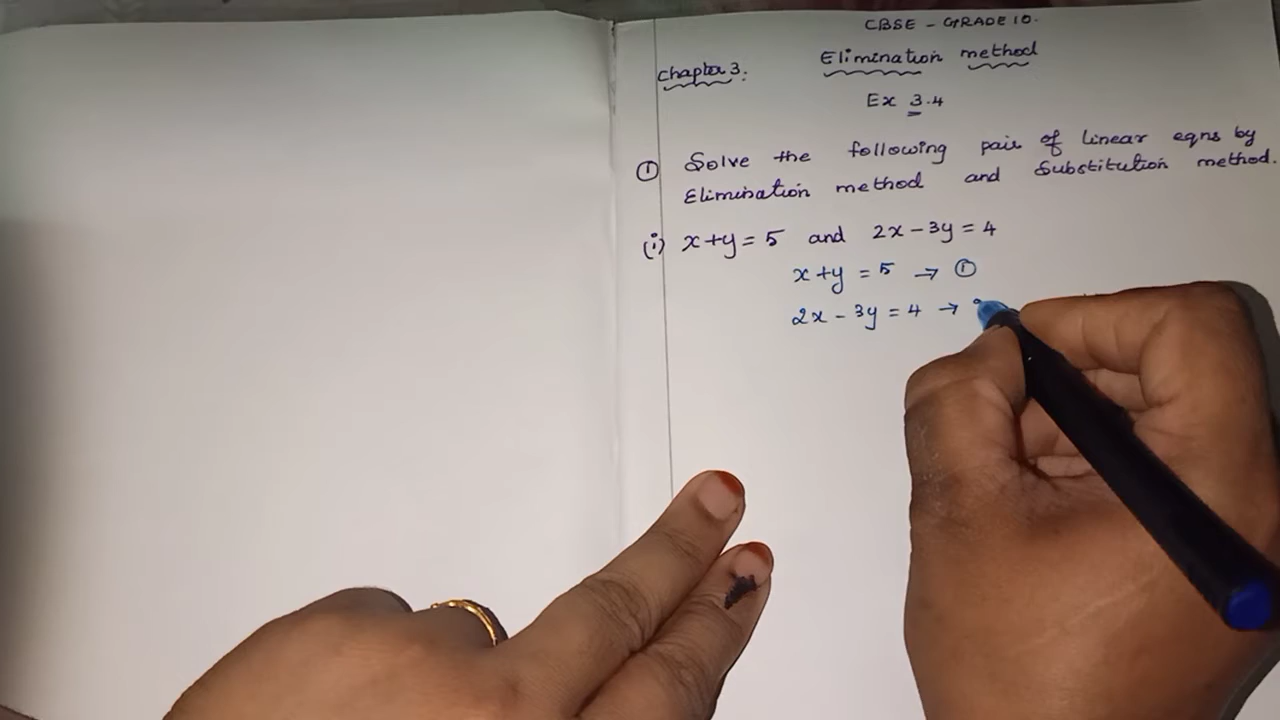 CBSE - GRADE 10.
Chapter 3. Elimination method
Ex 3.4
① Solve the following pair of linear eqns by
Elimination method and Substitution method.
(i) x+y = 5 and 2x - 3y = 4
x+y = 5 → ①
2x - 3y = 4 →